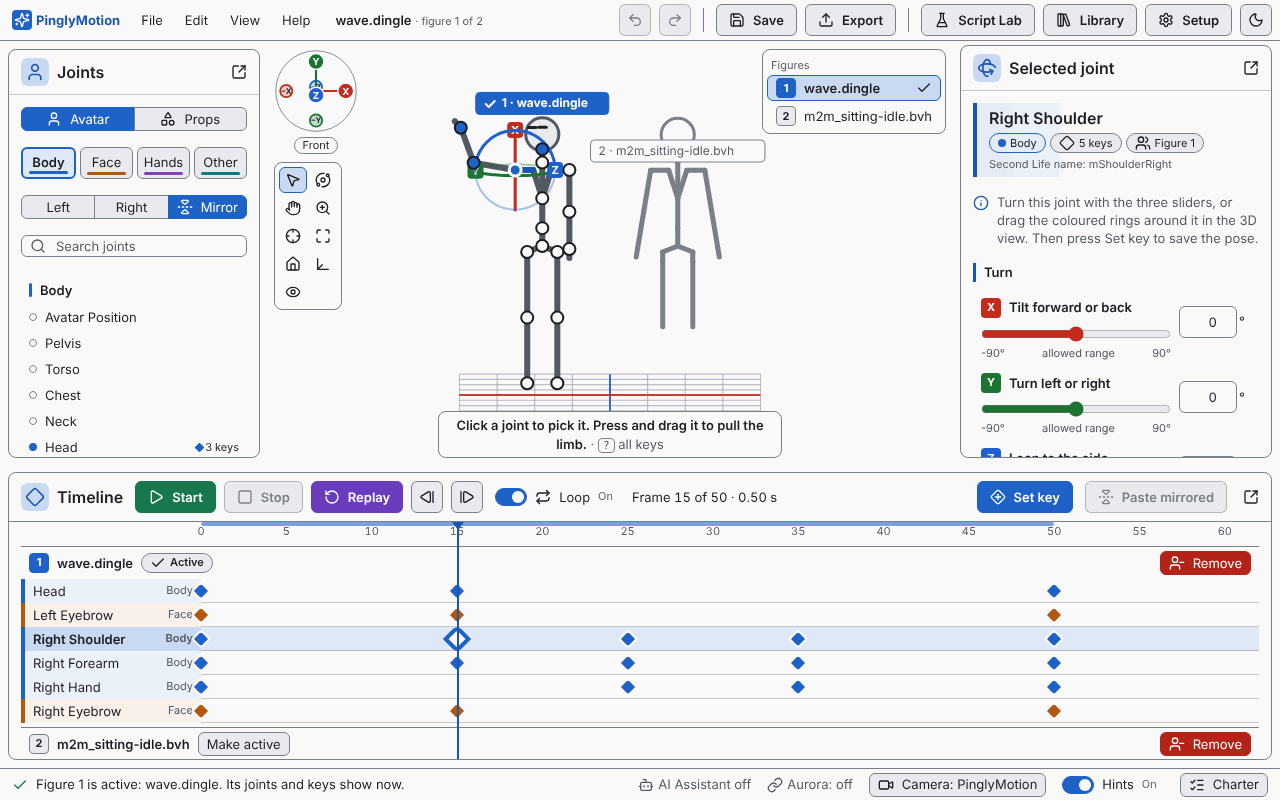 PinglyMotion File Edit View Help wave.dingle · figure 1 of 2 Save Export Script Lab Library Setup
Joints
Avatar Props
Body Face Hands Other
Left Right Mirror
Search joints
Body
Avatar Position
Pelvis
Torso
Chest
Neck
Head 3 keys
Y
-X Z X
-Y
Front
1 · wave.dingle
X
Y Z
2 · m2m_sitting-idle.bvh
Figures
1 wave.dingle
2 m2m_sitting-idle.bvh
Click a joint to pick it. Press and drag it to pull the
limb. · ? all keys
Selected joint
Right Shoulder
Body 5 keys Figure 1
Second Life name: mShoulderRight
Turn this joint with the three sliders, or
drag the coloured rings around it in the 3D
view. Then press Set key to save the pose.
Turn
X Tilt forward or back 0 °
-90° allowed range 90°
Y Turn left or right 0 °
-90° allowed range 90°
Timeline Start Stop Replay Loop On Frame 15 of 50 · 0.50 s Set key Paste mirrored
0 5 10 15 20 25 30 35 40 45 50 55 60
1 wave.dingle Active Remove
Head Body
Left Eyebrow Face
Right Shoulder Body
Right Forearm Body
Right Hand Body
Right Eyebrow Face
2 m2m_sitting-idle.bvh Make active Remove
Figure 1 is active: wave.dingle. Its joints and keys show now. AI Assistant off Aurora: off Camera: PinglyMotion Hints On Charter